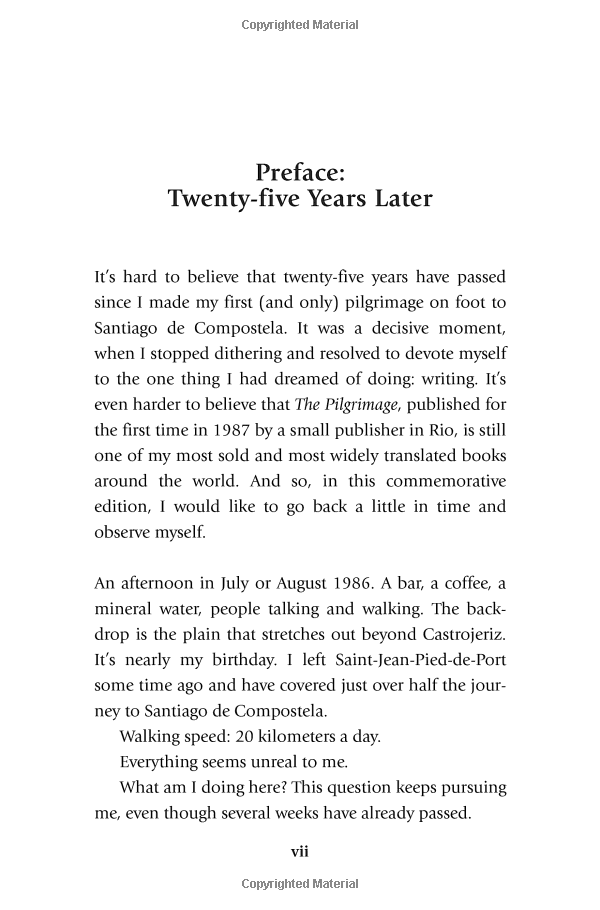 Copyrighted Material
Preface:
Twenty-five Years Later
It’s hard to believe that twenty-five years have passed
since I made my first (and only) pilgrimage on foot to
Santiago de Compostela. It was a decisive moment,
when I stopped dithering and resolved to devote myself
to the one thing I had dreamed of doing: writing. It’s
even harder to believe that The Pilgrimage, published for
the first time in 1987 by a small publisher in Rio, is still
one of my most sold and most widely translated books
around the world. And so, in this commemorative
edition, I would like to go back a little in time and
observe myself.
An afternoon in July or August 1986. A bar, a coffee, a
mineral water, people talking and walking. The back-
drop is the plain that stretches out beyond Castrojeriz.
It’s nearly my birthday. I left Saint-Jean-Pied-de-Port
some time ago and have covered just over half the jour-
ney to Santiago de Compostela.
Walking speed: 20 kilometers a day.
Everything seems unreal to me.
What am I doing here? This question keeps pursuing
me, even though several weeks have already passed.
vii
Copyrighted Material